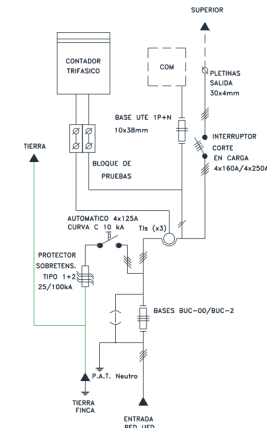 SUPERIOR
CONTADOR
TRIFASICO
COM
PLETINAS
SALIDA
30x4mm
BASE UTE 1P+N
10x38mm
TIERRA
INTERRUPTOR
CORTE
EN CARGA
4x160A/4x250A
BLOQUE DE
PRUEBAS
AUTOMATICO 4x125A
CURVA C 10 kA
TIs (x3)
PROTECTOR
SOBRETENS.
TIPO 1+2
25/100kA
BASES BUC-00/BUC-2
P.A.T. Neutro
TIERRA
FINCA
ENTRADA
RED UFD